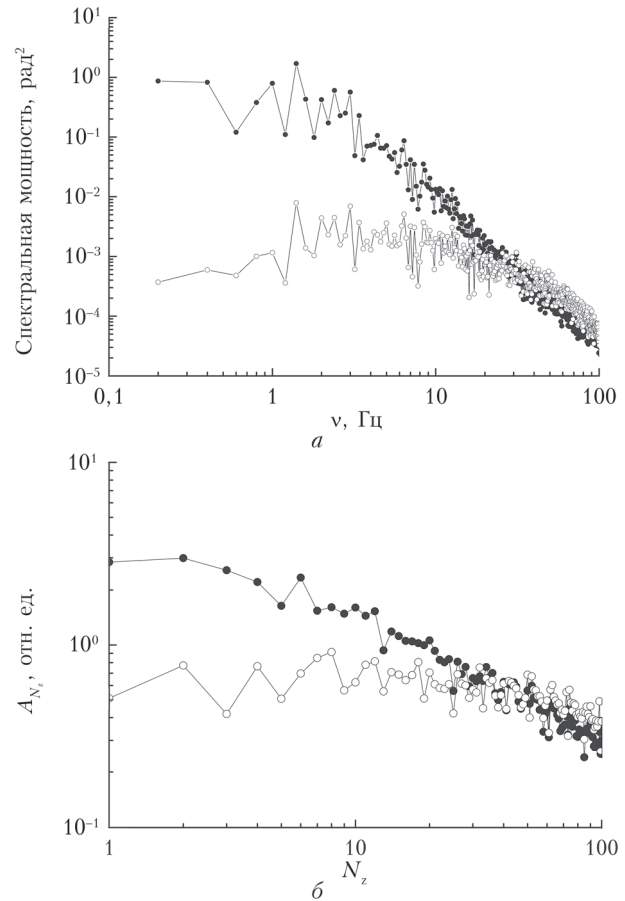 Спектральная мощность, рад²
10¹
10⁰
10⁻¹
10⁻²
10⁻³
10⁻⁴
10⁻⁵
0,1 1 10 100
ν, Гц
а
A_{N_z}, отн. ед.
10¹
10⁰
10⁻¹
1 10 100
N_z
б